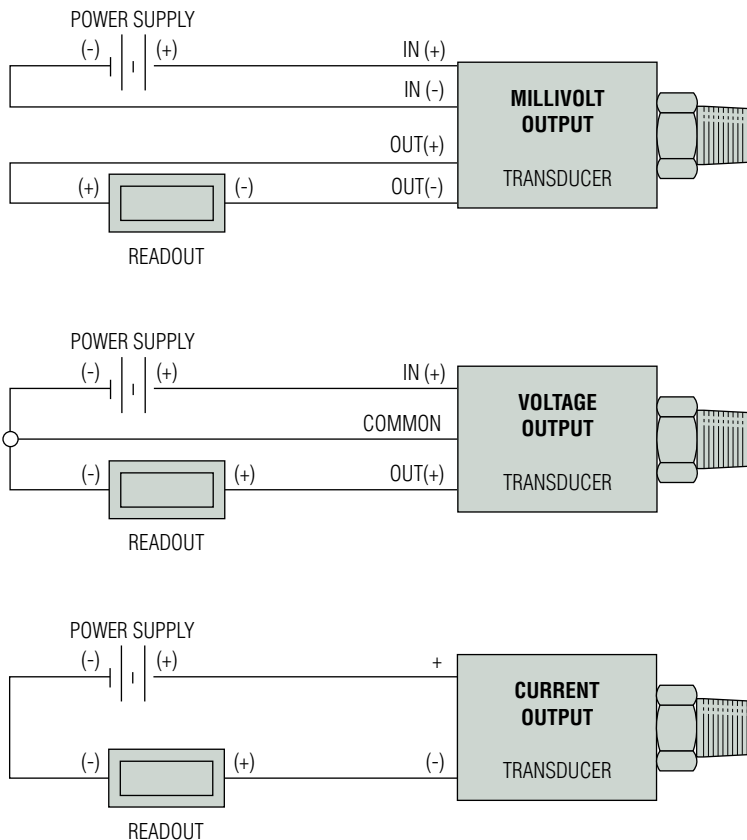 POWER SUPPLY
(-) (+) IN (+)
IN (-)
MILLIVOLT
OUTPUT
OUT(+)
TRANSDUCER
(+) (-) OUT(-)
READOUT
POWER SUPPLY
(-) (+) IN (+)
VOLTAGE
OUTPUT
COMMON
TRANSDUCER
(-) (+) OUT(+)
READOUT
POWER SUPPLY
(-) (+) +
CURRENT
OUTPUT
TRANSDUCER
(-) (+) (-)
READOUT